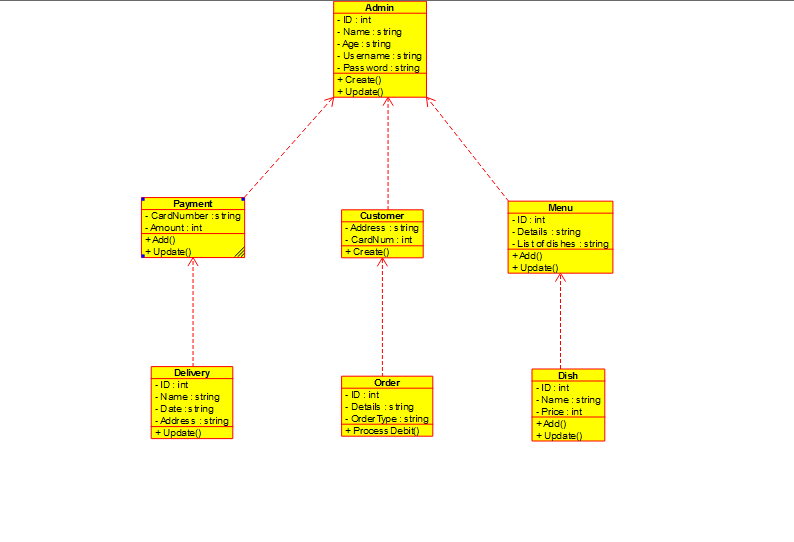 Admin
- ID : int
- Name : string
- Age : string
- Username : string
- Password : string
+ Create()
+ Update()
Payment
- CardNumber : string
- Amount : int
+ Add()
+ Update()
Customer
- Address : string
- CardNum : int
+ Create()
Menu
- ID : int
- Details : string
- List of dishes : string
+ Add()
+ Update()
Delivery
- ID : int
- Name : string
- Date : string
- Address : string
+ Update()
Order
- ID : int
- Details : string
- OrderType : string
+ Process Debit()
Dish
- ID : int
- Name : string
- Price : int
+ Add()
+ Update()